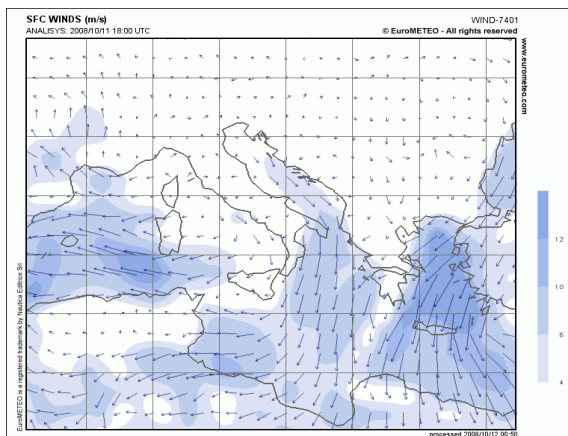 SFC WINDS (m/s)
WIND-7401
ANALISYS: 2008/10/11 18:00 UTC
© EuroMETEO - All rights reserved
www.eurometeo.com
EuroMETEO is a registered trademark by Nautica Editrice Srl
12
10
6
4
processed 2008/10/12 00:50